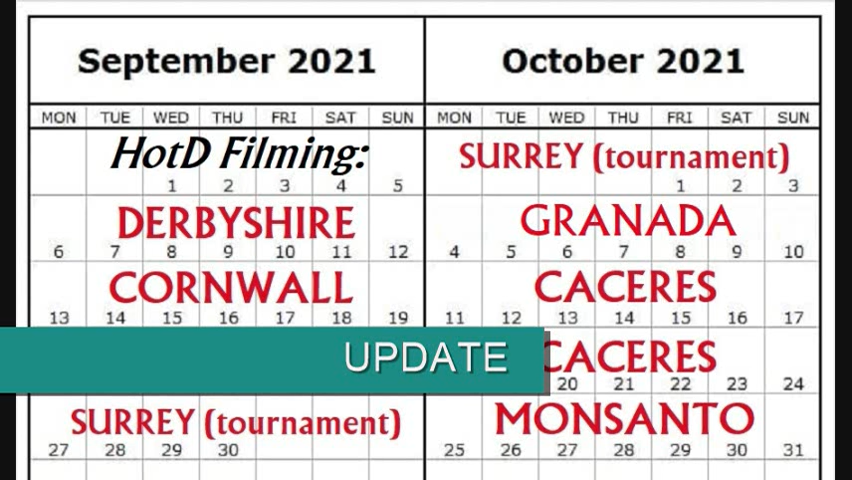 September 2021
MON TUE WED THU FRI SAT SUN
HotD Filming:
1 2 3 4 5
DERBYSHIRE
6 7 8 9 10 11 12
CORNWALL
13 14 15 16 17 18 19
UPDATE
SURREY (tournament)
27 28 29 30
October 2021
MON TUE WED THU FRI SAT SUN
SURREY (tournament)
1 2 3
GRANADA
4 5 6 7 8 9 10
CACERES
11 12 13 14 15 16 17
CACERES
20 21 22 23 24
MONSANTO
25 26 27 28 29 30 31